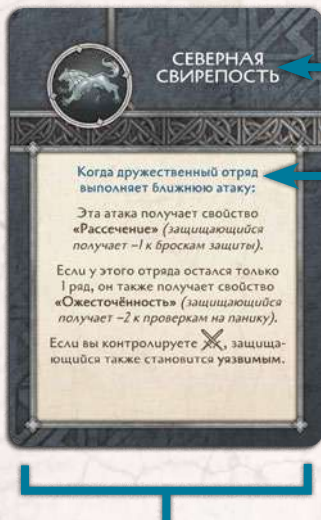 СЕВЕРНАЯ
СВИРЕПОСТЬ
Когда дружественный отряд
выполняет ближнюю атаку:
Эта атака получает свойство
«Рассечение» (защищающийся
получает –1 к броскам защиты).
Если у этого отряда остался только
1 ряд, он также получает свойство
«Ожесточённость» (защищающийся
получает –2 к проверкам на панику).
Если вы контролируете , защища-
ющийся также становится уязвимым.